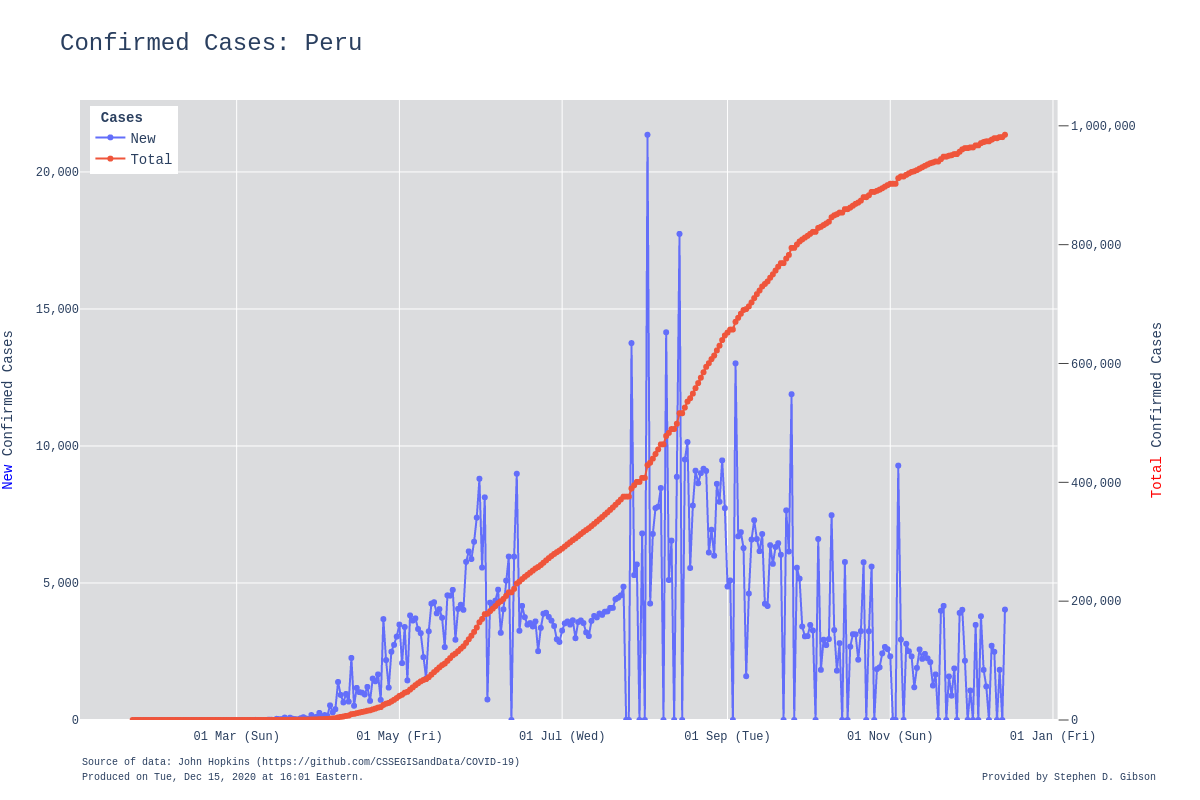 Confirmed Cases: Peru
Cases
New
Total
20,000
15,000
10,000
5,000
0
New Confirmed Cases
1,000,000
800,000
600,000
400,000
200,000
0
Total Confirmed Cases
01 Mar (Sun)
01 May (Fri)
01 Jul (Wed)
01 Sep (Tue)
01 Nov (Sun)
01 Jan (Fri)
Source of data: John Hopkins (https://github.com/CSSEGISandData/COVID-19)
Produced on Tue, Dec 15, 2020 at 16:01 Eastern.
Provided by Stephen D. Gibson